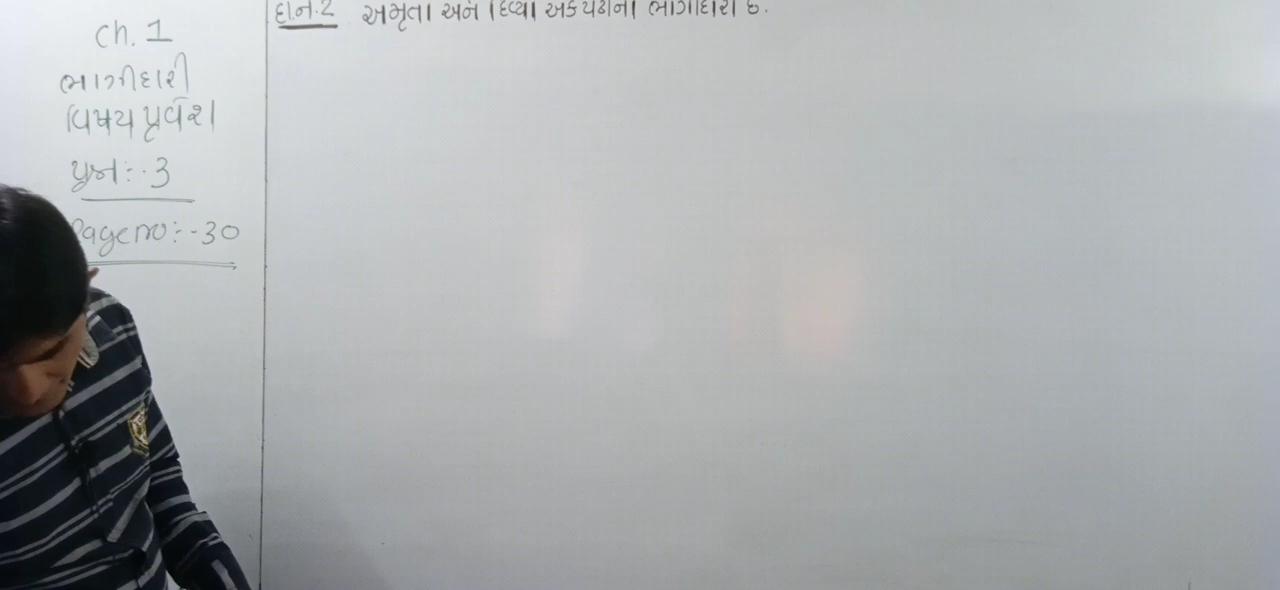 Ch. 1
ભાગીદારી
વિષય પ્રવેશ
પ્રશ્ન:- 3
Page no:- 30
દા.ન.2 અમૃતા અને દિવ્યા એક પેઢીના ભાગીદારો છે.